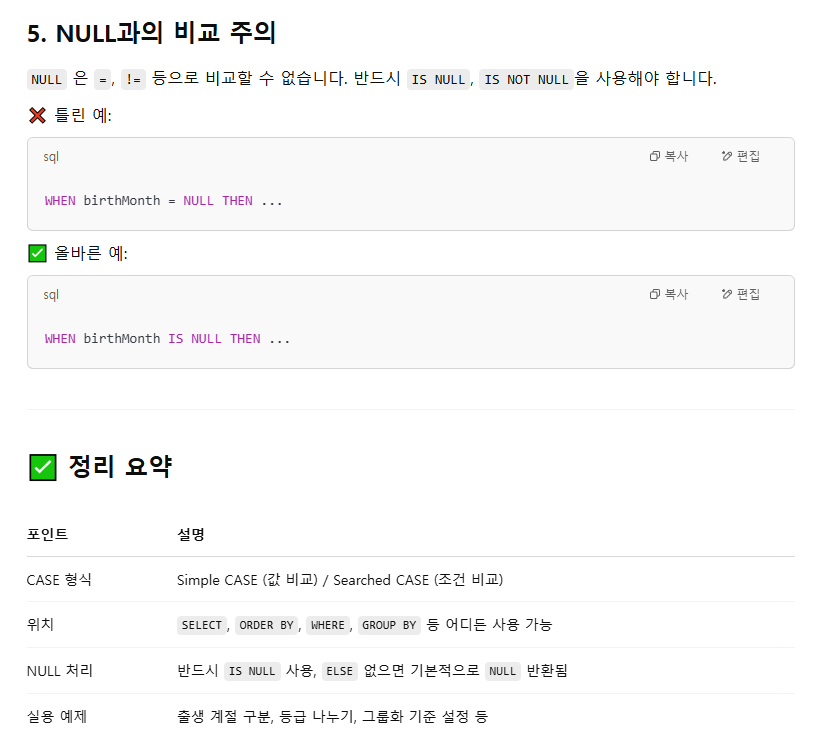 5. NULL과의 비교 주의
NULL 은 =, != 등으로 비교할 수 없습니다. 반드시 IS NULL, IS NOT NULL을 사용해야 합니다.
❌ 틀린 예:
sql 복사 편집
WHEN birthMonth = NULL THEN ...
✅ 올바른 예:
sql 복사 편집
WHEN birthMonth IS NULL THEN ...
✅ 정리 요약
포인트 설명
CASE 형식 Simple CASE (값 비교) / Searched CASE (조건 비교)
위치 SELECT, ORDER BY, WHERE, GROUP BY 등 어디든 사용 가능
NULL 처리 반드시 IS NULL 사용, ELSE 없으면 기본적으로 NULL 반환됨
실용 예제 출생 계절 구분, 등급 나누기, 그룹화 기준 설정 등